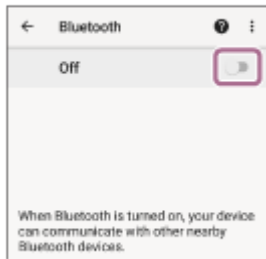 Bluetooth
Off
When Bluetooth is turned on, your device
can communicate with other nearby
Bluetooth devices.